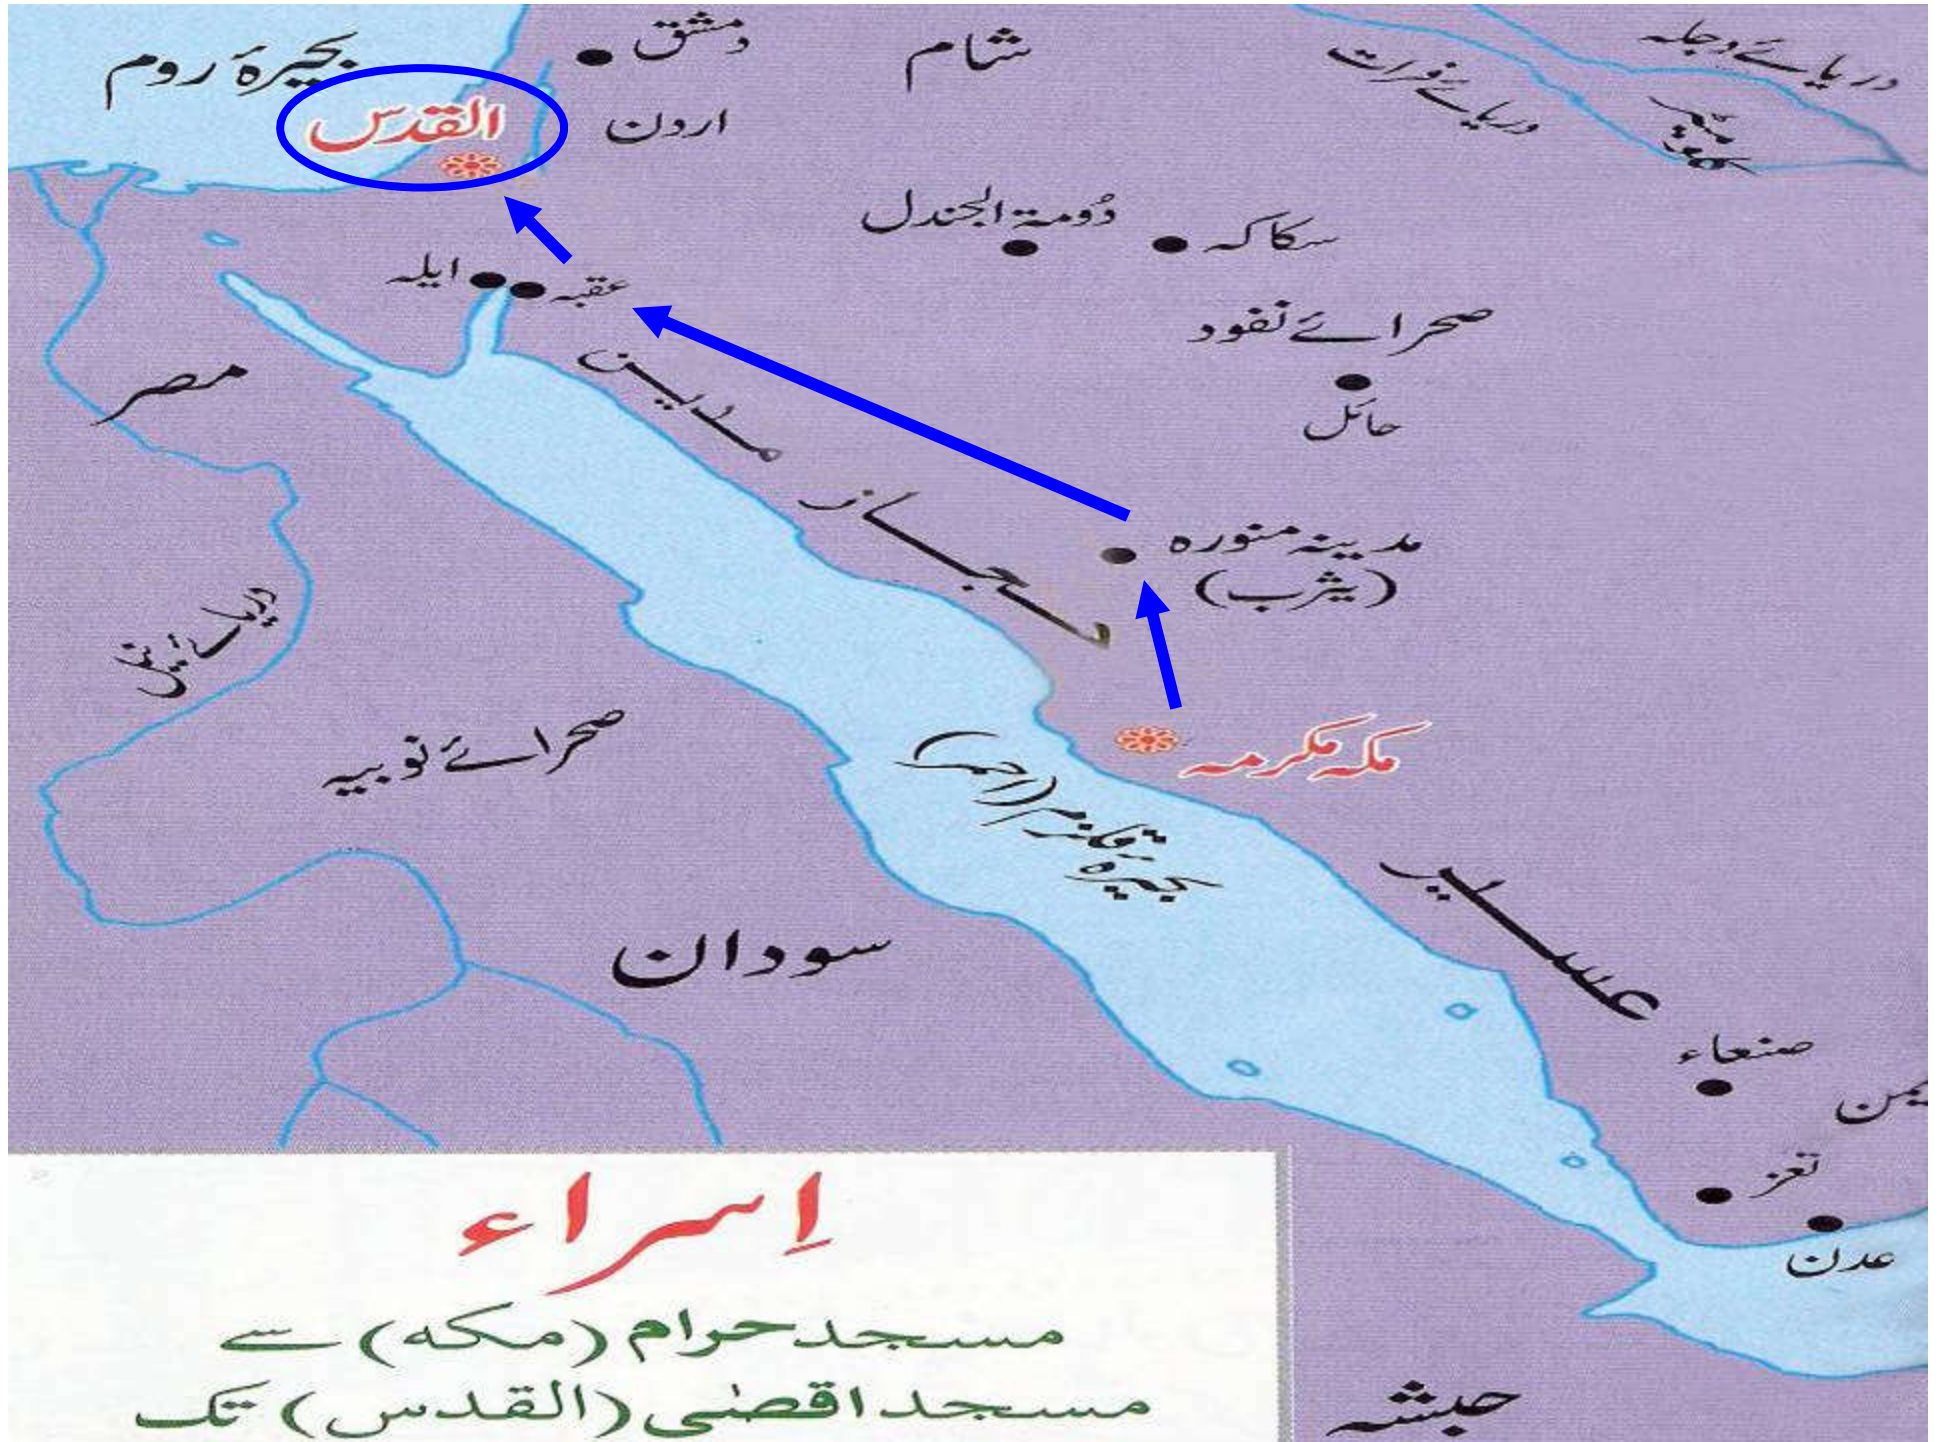 دمشق
شام
دریائے دجلہ
بحیرۂ روم
دریائے فرات
القدس
اردن
دُومۃ الجندل
سکاکہ
ایلہ
عقبہ
صحرائے نفود
مصر
مدین
حائل
حجاز
مدینہ منورہ
(یثرب)
دریائے نیل
صحرائے نوبیہ
مکہ مکرمہ
بحیرۂ قلزم (احمر)
سودان
عسیر
صنعاء
یمن
تعز
عدن
اِسراء
مسجد حرام (مکہ) سے
مسجد اقصٰی (القدس) تک
حبشہ